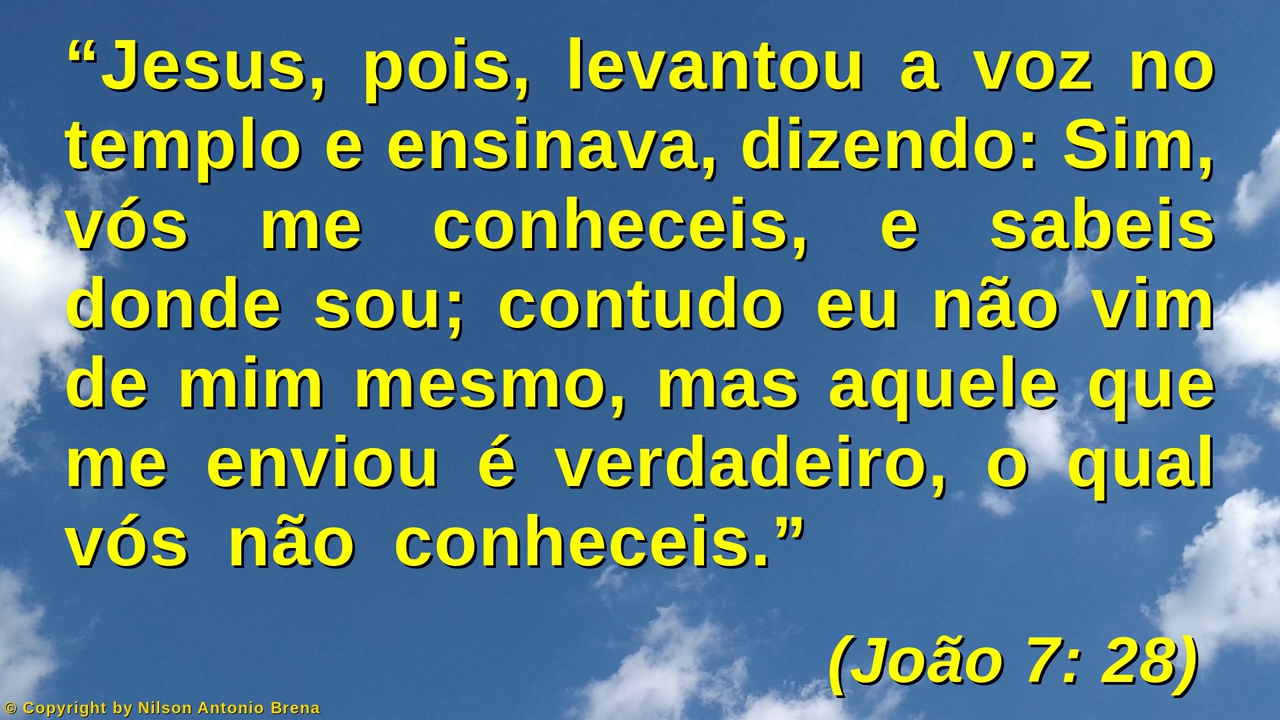 “Jesus, pois, levantou a voz no
templo e ensinava, dizendo: Sim,
vós me conheceis, e sabeis
donde sou; contudo eu não vim
de mim mesmo, mas aquele que
me enviou é verdadeiro, o qual
vós não conheceis.”
(João 7: 28)
© Copyright by Nilson Antonio Brena